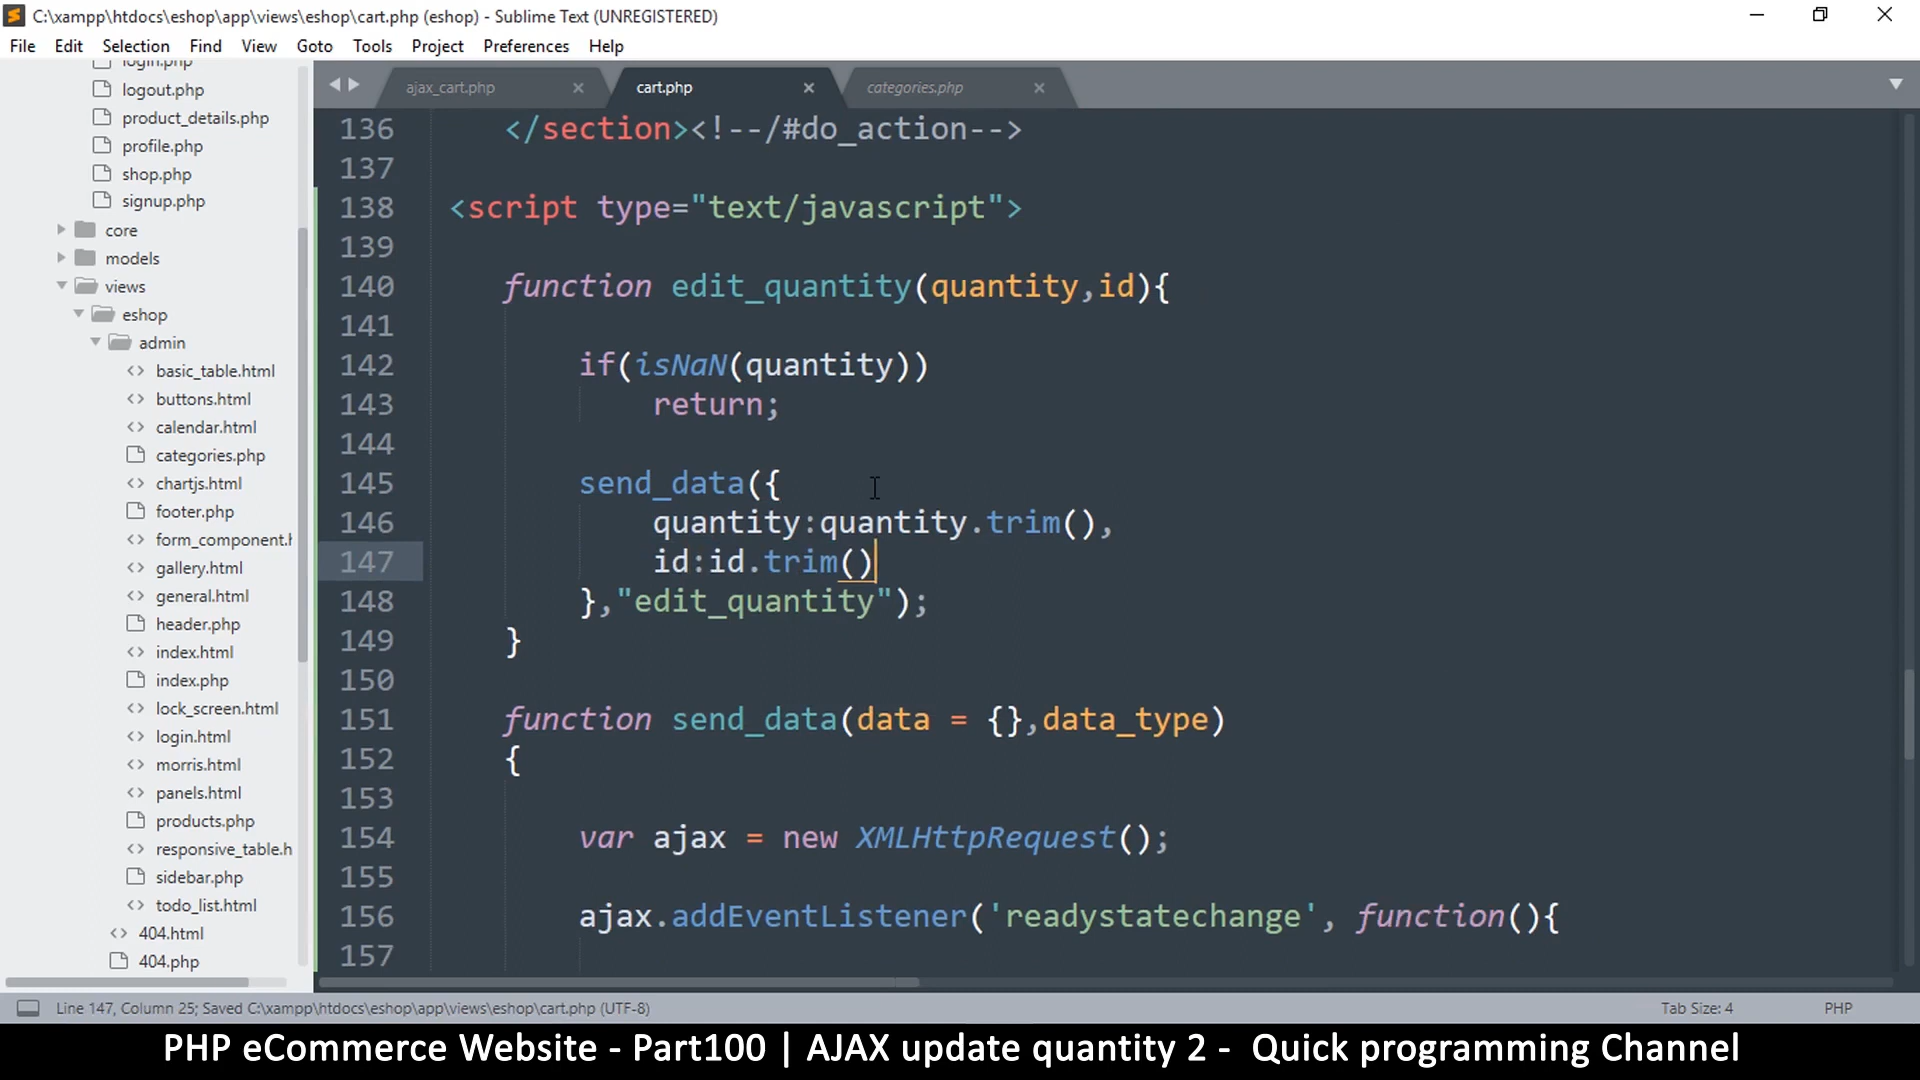 C:\xampp\htdocs\eshop\app\views\eshop\cart.php (eshop) - Sublime Text (UNREGISTERED)
File Edit Selection Find View Goto Tools Project Preferences Help
login.php
logout.php
product_details.php
profile.php
shop.php
signup.php
core
models
views
eshop
admin
basic_table.html
buttons.html
calendar.html
categories.php
chartjs.html
footer.php
form_component.h
gallery.html
general.html
header.php
index.html
index.php
lock_screen.html
login.html
morris.html
panels.html
products.php
responsive_table.h
sidebar.php
todo_list.html
404.html
404.php
ajax_cart.php cart.php categories.php
136 </section><!--/#do_action-->
137
138 <script type="text/javascript">
139
140 function edit_quantity(quantity,id){
141
142 if(isNaN(quantity))
143 return;
144
145 send_data({
146 quantity:quantity.trim(),
147 id:id.trim()
148 },"edit_quantity");
149 }
150
151 function send_data(data = {},data_type)
152 {
153
154 var ajax = new XMLHttpRequest();
155
156 ajax.addEventListener('readystatechange', function(){
157
Line 147, Column 25; Saved C:\xampp\htdocs\eshop\app\views\eshop\cart.php (UTF-8) Tab Size: 4 PHP
PHP eCommerce Website - Part100 | AJAX update quantity 2 - Quick programming Channel